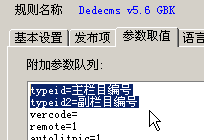 规则名称 Dedecms v5.6 GBK
基本设置 发布项 参数取值 语言
附加参数队列:
typeid=主栏目编号
typeid2=副栏目编号
vercode=
remote=1
autolitpic=1